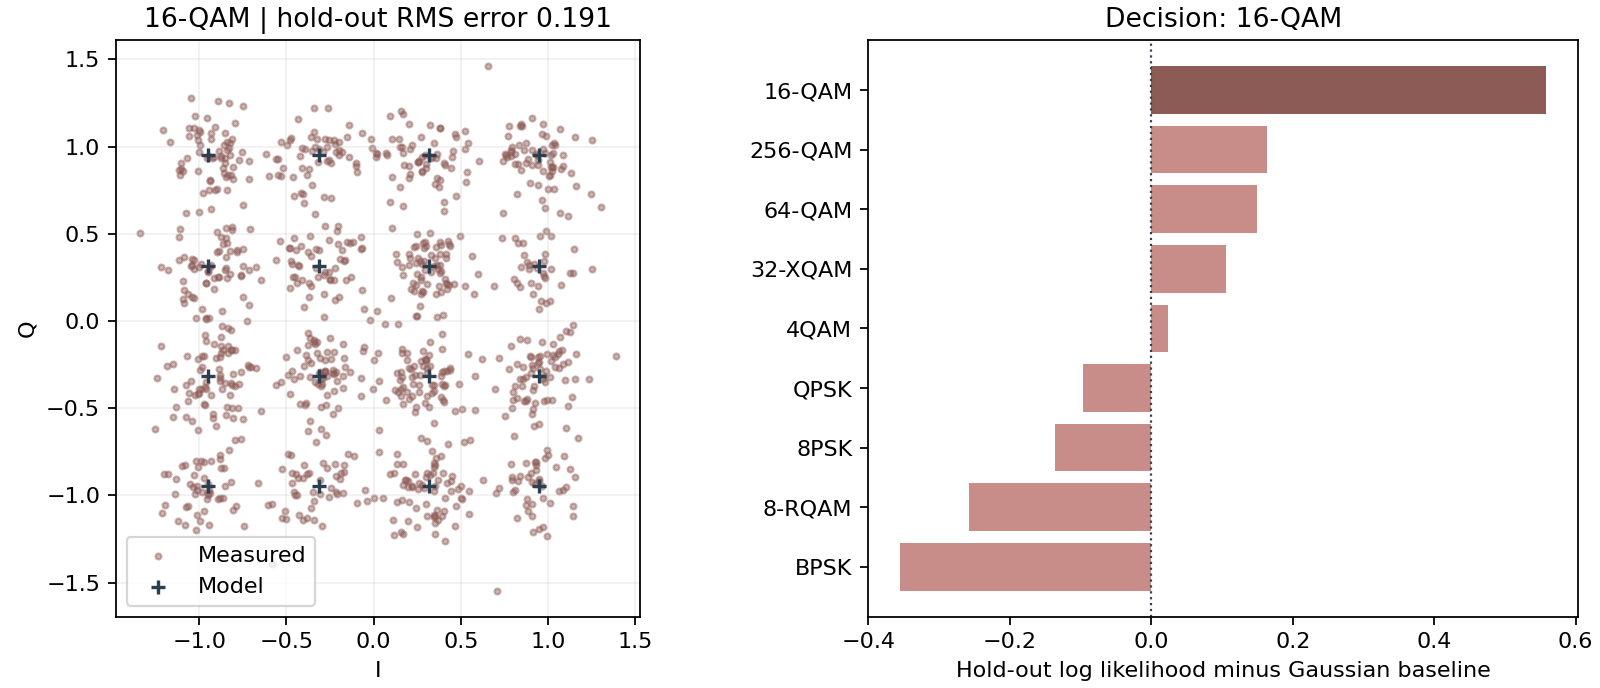 16-QAM | hold-out RMS error 0.191
1.5
1.0
0.5
0.0
−0.5
−1.0
−1.5
Q
−1.0
−0.5
0.0
0.5
1.0
1.5
I
Measured
Model
Decision: 16-QAM
16-QAM
256-QAM
64-QAM
32-XQAM
4QAM
QPSK
8PSK
8-RQAM
BPSK
−0.4
−0.2
0.0
0.2
0.4
0.6
Hold-out log likelihood minus Gaussian baseline